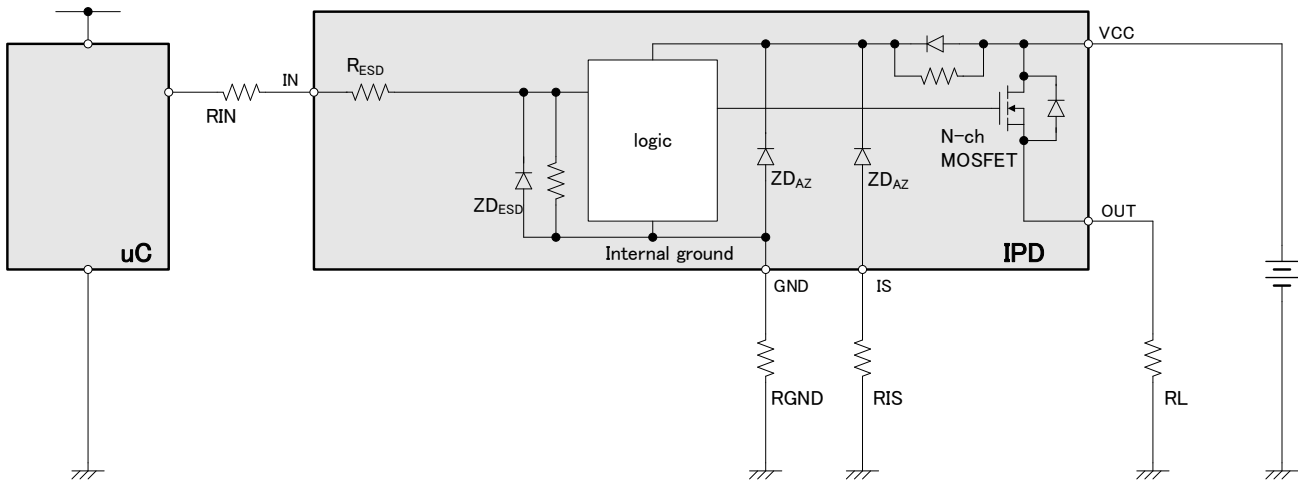 VCC
IN
RESD
RIN
logic
N-ch
MOSFET
ZDAZ
ZDAZ
ZDESD
OUT
uC
Internal ground
IPD
GND
IS
RGND
RIS
RL